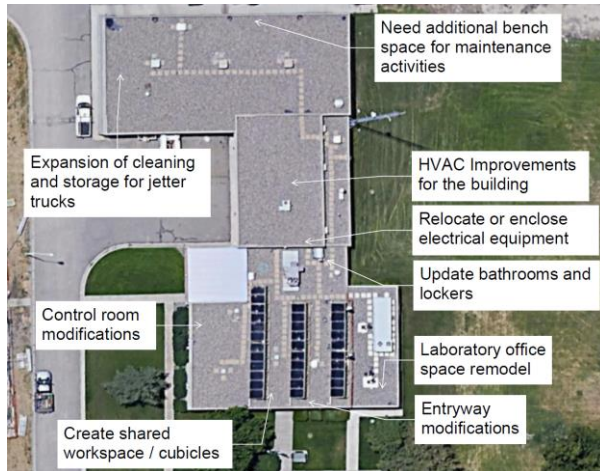 Need additional bench
space for maintenance
activities
Expansion of cleaning
and storage for jetter
trucks
HVAC Improvements
for the building
Relocate or enclose
electrical equipment
Update bathrooms and
lockers
Control room
modifications
Laboratory office
space remodel
Entryway
modifications
Create shared
workspace / cubicles